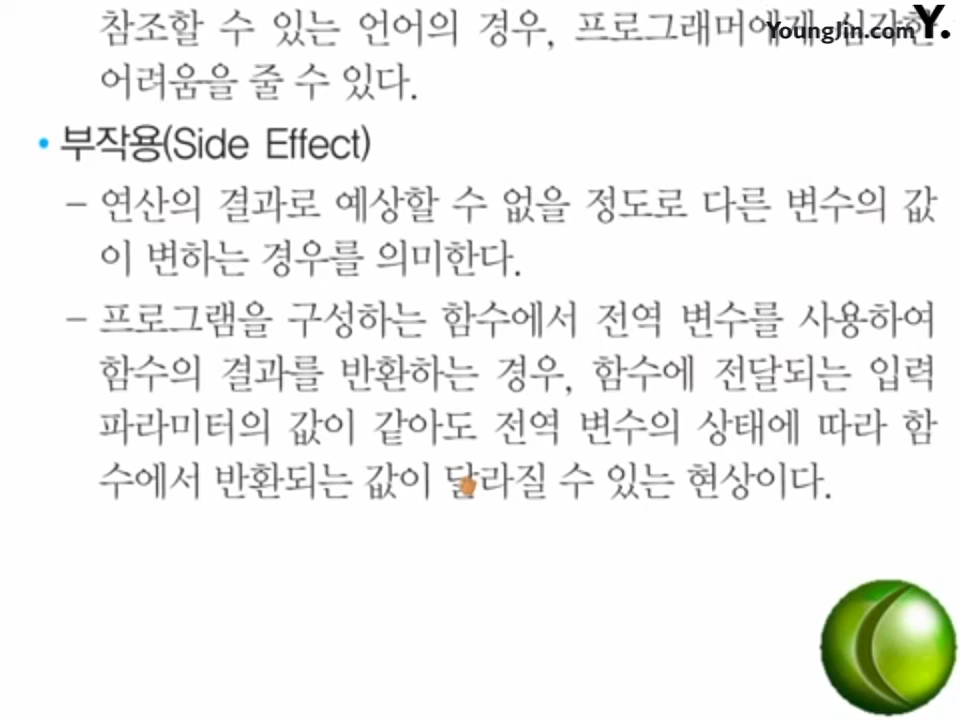 참조할 수 있는 언어의 경우, 프로그래머에게 심각한
YoungJin.com Y.
어려움을 줄 수 있다.
• 부작용(Side Effect)
– 연산의 결과로 예상할 수 없을 정도로 다른 변수의 값
이 변하는 경우를 의미한다.
– 프로그램을 구성하는 함수에서 전역 변수를 사용하여
함수의 결과를 반환하는 경우, 함수에 전달되는 입력
파라미터의 값이 같아도 전역 변수의 상태에 따라 함
수에서 반환되는 값이 달라질 수 있는 현상이다.